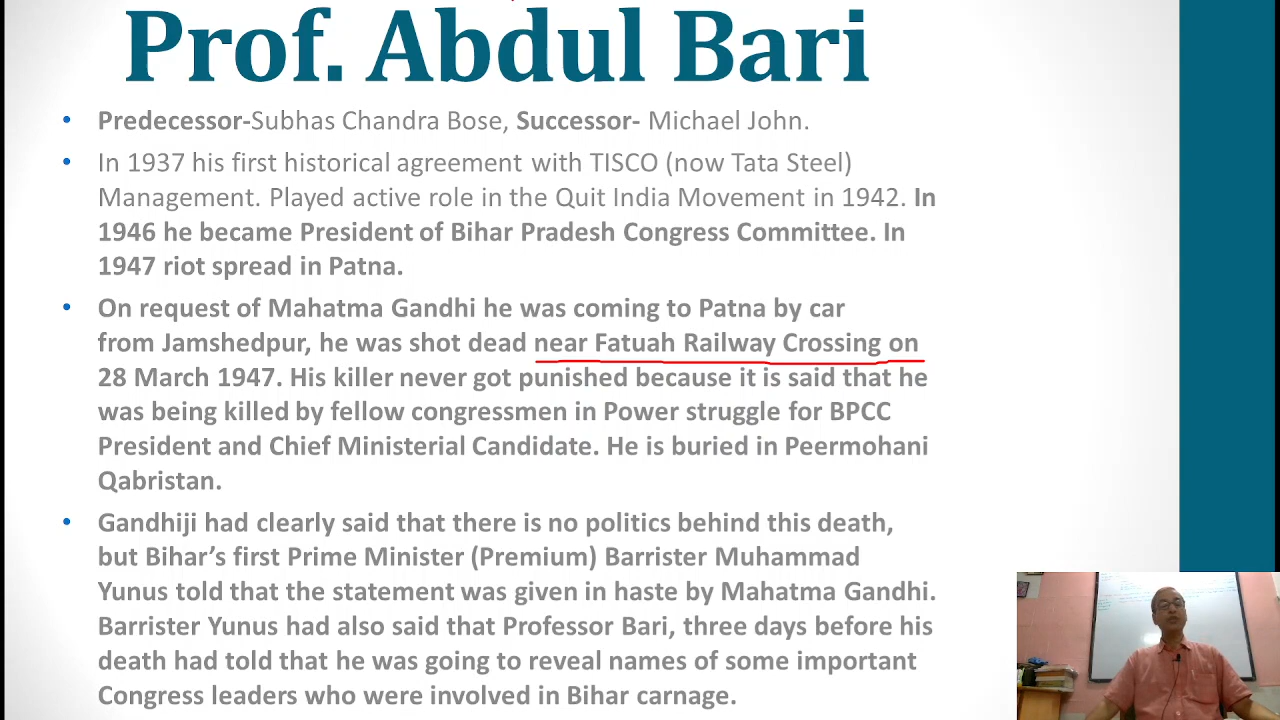 Prof. Abdul Bari
• Predecessor-Subhas Chandra Bose, Successor- Michael John.
• In 1937 his first historical agreement with TISCO (now Tata Steel)
Management. Played active role in the Quit India Movement in 1942. In
1946 he became President of Bihar Pradesh Congress Committee. In
1947 riot spread in Patna.
• On request of Mahatma Gandhi he was coming to Patna by car
from Jamshedpur, he was shot dead near Fatuah Railway Crossing on
28 March 1947. His killer never got punished because it is said that he
was being killed by fellow congressmen in Power struggle for BPCC
President and Chief Ministerial Candidate. He is buried in Peermohani
Qabristan.
• Gandhiji had clearly said that there is no politics behind this death,
but Bihar’s first Prime Minister (Premium) Barrister Muhammad
Yunus told that the statement was given in haste by Mahatma Gandhi.
Barrister Yunus had also said that Professor Bari, three days before his
death had told that he was going to reveal names of some important
Congress leaders who were involved in Bihar carnage.